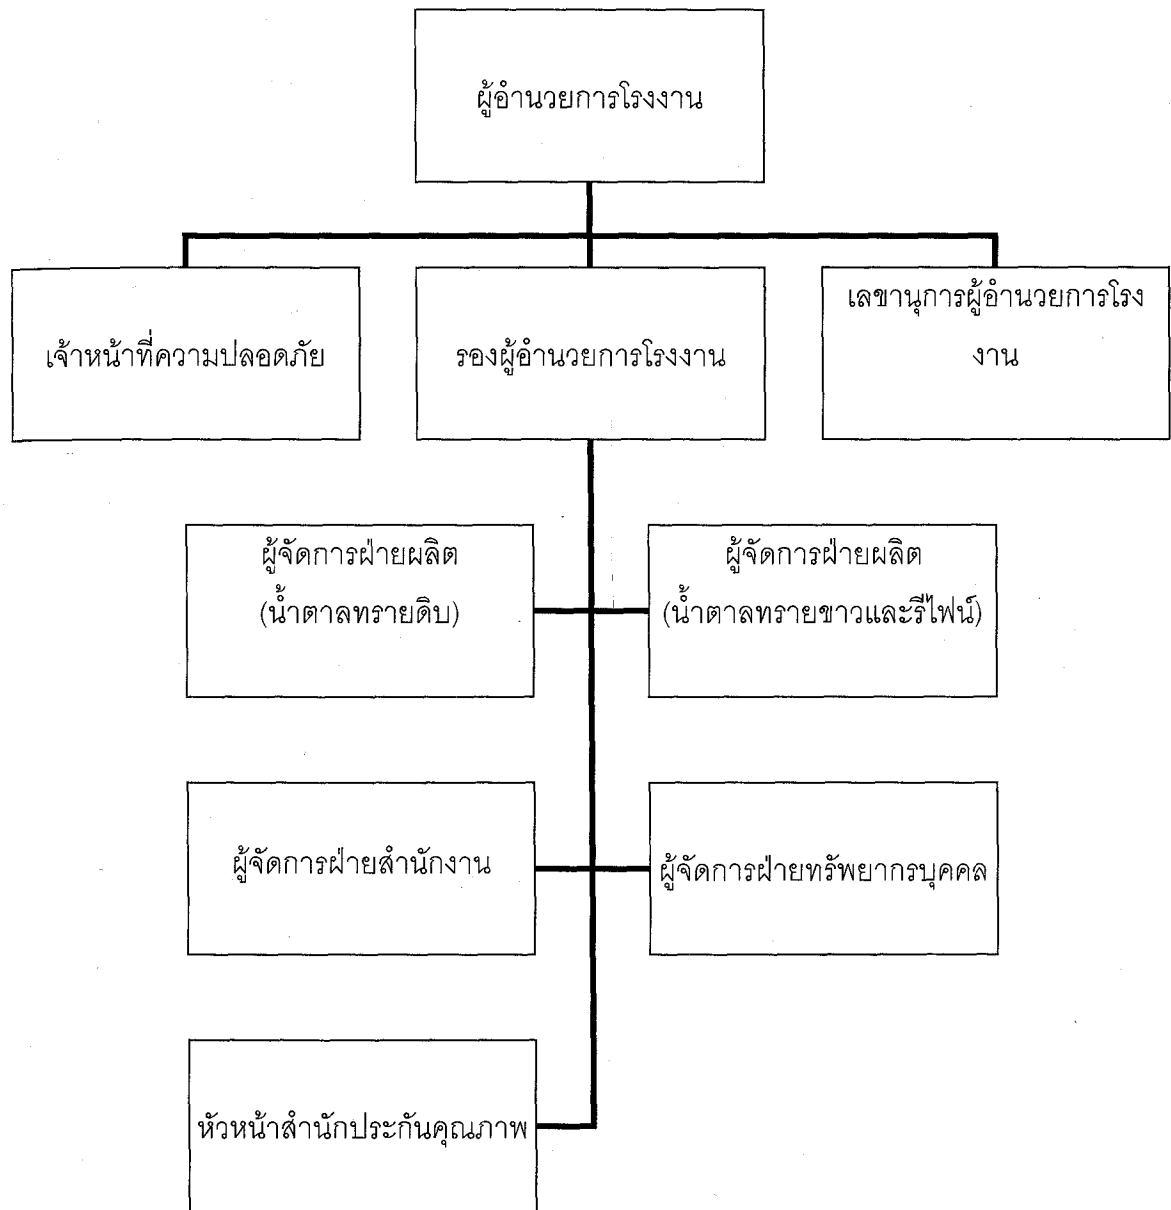 ผู้อำนวยการโรงงาน
เจ้าหน้าที่ความปลอดภัย
รองผู้อำนวยการโรงงาน
เลขานุการผู้อำนวยการโรง
งาน
ผู้จัดการฝ่ายผลิต
(น้ำตาลทรายดิบ)
ผู้จัดการฝ่ายผลิต
(น้ำตาลทรายขาวและรีไฟน์)
ผู้จัดการฝ่ายสำนักงาน
ผู้จัดการฝ่ายทรัพยากรบุคคล
หัวหน้าสำนักประกันคุณภาพ